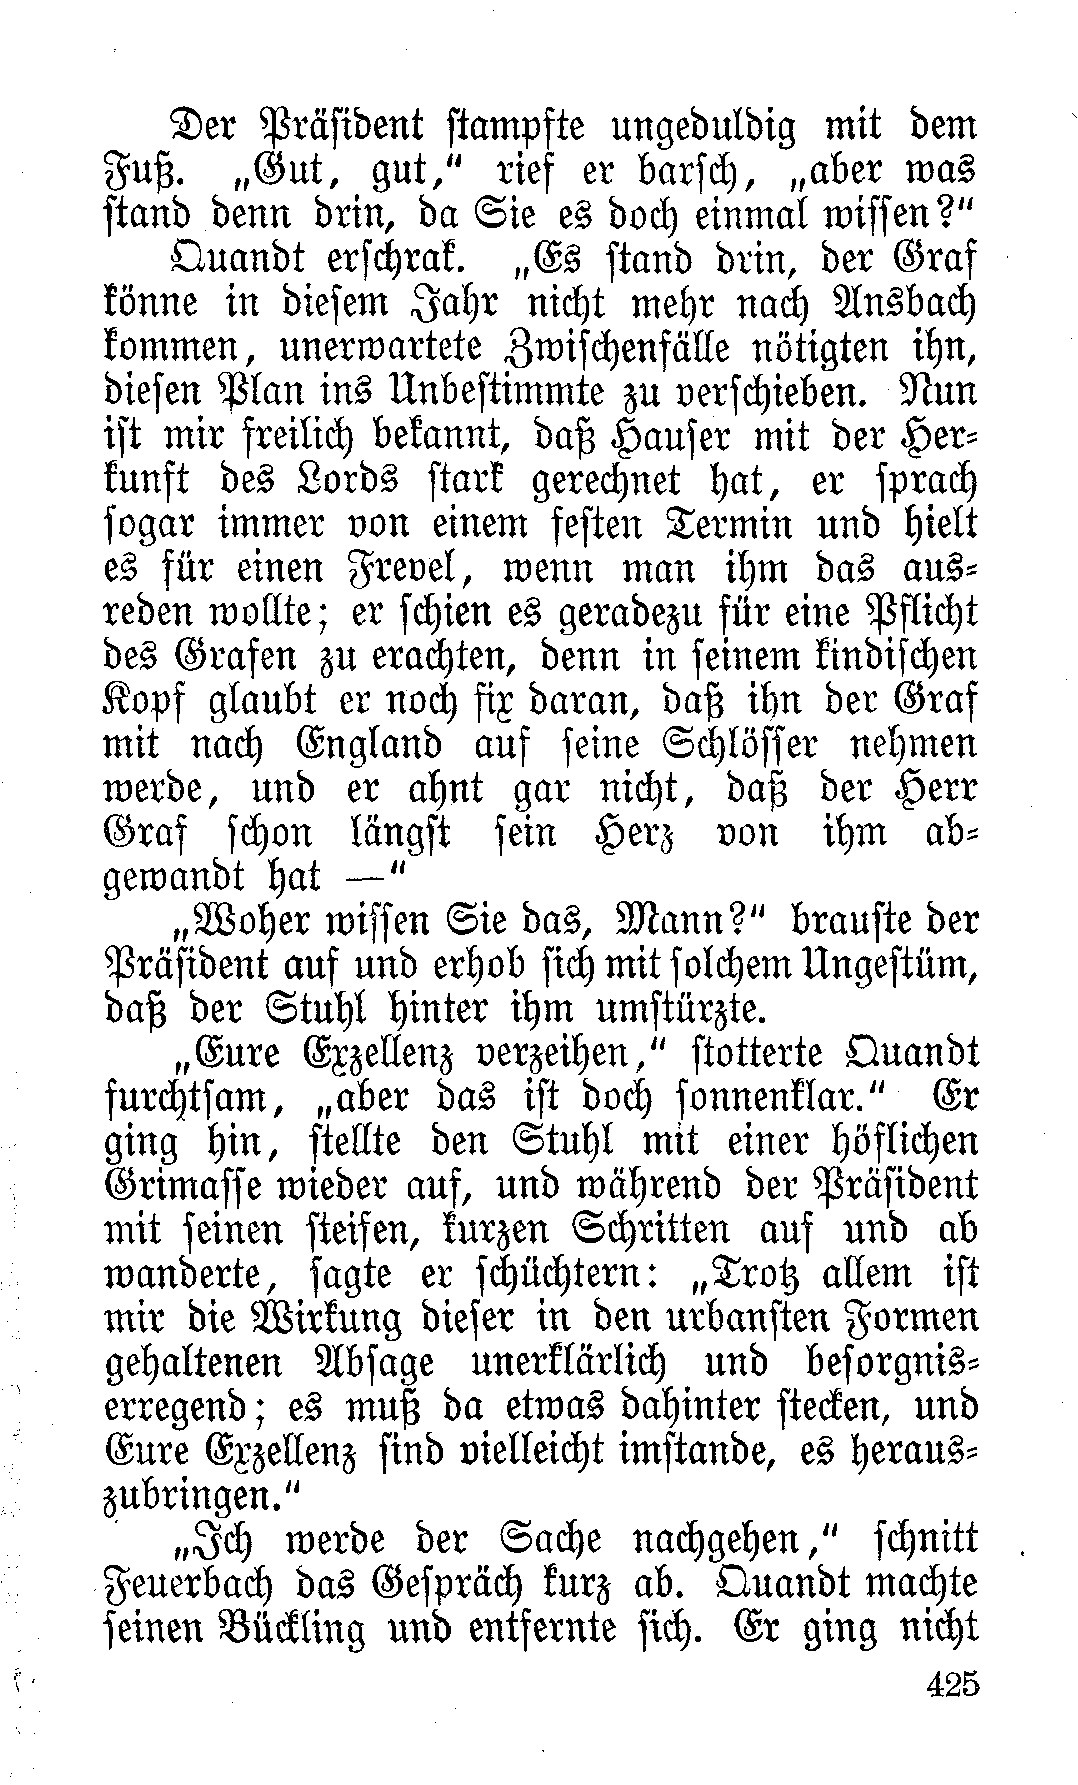 Der Präsident stampfte ungeduldig mit dem
Fuß. „Gut, gut,“ rief er barsch, „aber was
stand denn drin, da Sie es doch einmal wissen?“
Quandt erschrak. „Es stand drin, der Graf
könne in diesem Jahr nicht mehr nach Ansbach
kommen, unerwartete Zwischenfälle nötigten ihn,
diesen Plan ins Unbestimmte zu verschieben. Nun
ist mir freilich bekannt, daß Hauser mit der Her-
kunft des Lords stark gerechnet hat, er sprach
sogar immer von einem festen Termin und hielt
es für einen Frevel, wenn man ihm das aus-
reden wollte; er schien es geradezu für eine Pflicht
des Grafen zu erachten, denn in seinem kindischen
Kopf glaubt er noch fix daran, daß ihn der Graf
mit nach England auf seine Schlösser nehmen
werde, und er ahnt gar nicht, daß der Herr
Graf schon längst sein Herz von ihm ab-
gewandt hat —“
„Woher wissen Sie das, Mann?“ brauste der
Präsident auf und erhob sich mit solchem Ungestüm,
daß der Stuhl hinter ihm umstürzte.
„Eure Exzellenz verzeihen,“ stotterte Quandt
furchtsam, „aber das ist doch sonnenklar.“ Er
ging hin, stellte den Stuhl mit einer höflichen
Grimasse wieder auf, und während der Präsident
mit seinen steifen, kurzen Schritten auf und ab
wanderte, sagte er schüchtern: „Trotz allem ist
mir die Wirkung dieser in den urbansten Formen
gehaltenen Absage unerklärlich und besorgnis-
erregend; es muß da etwas dahinter stecken, und
Eure Exzellenz sind vielleicht imstande, es heraus-
zubringen.“
„Ich werde der Sache nachgehen,“ schnitt
Feuerbach das Gespräch kurz ab. Quandt machte
seinen Bückling und entfernte sich. Er ging nicht
425